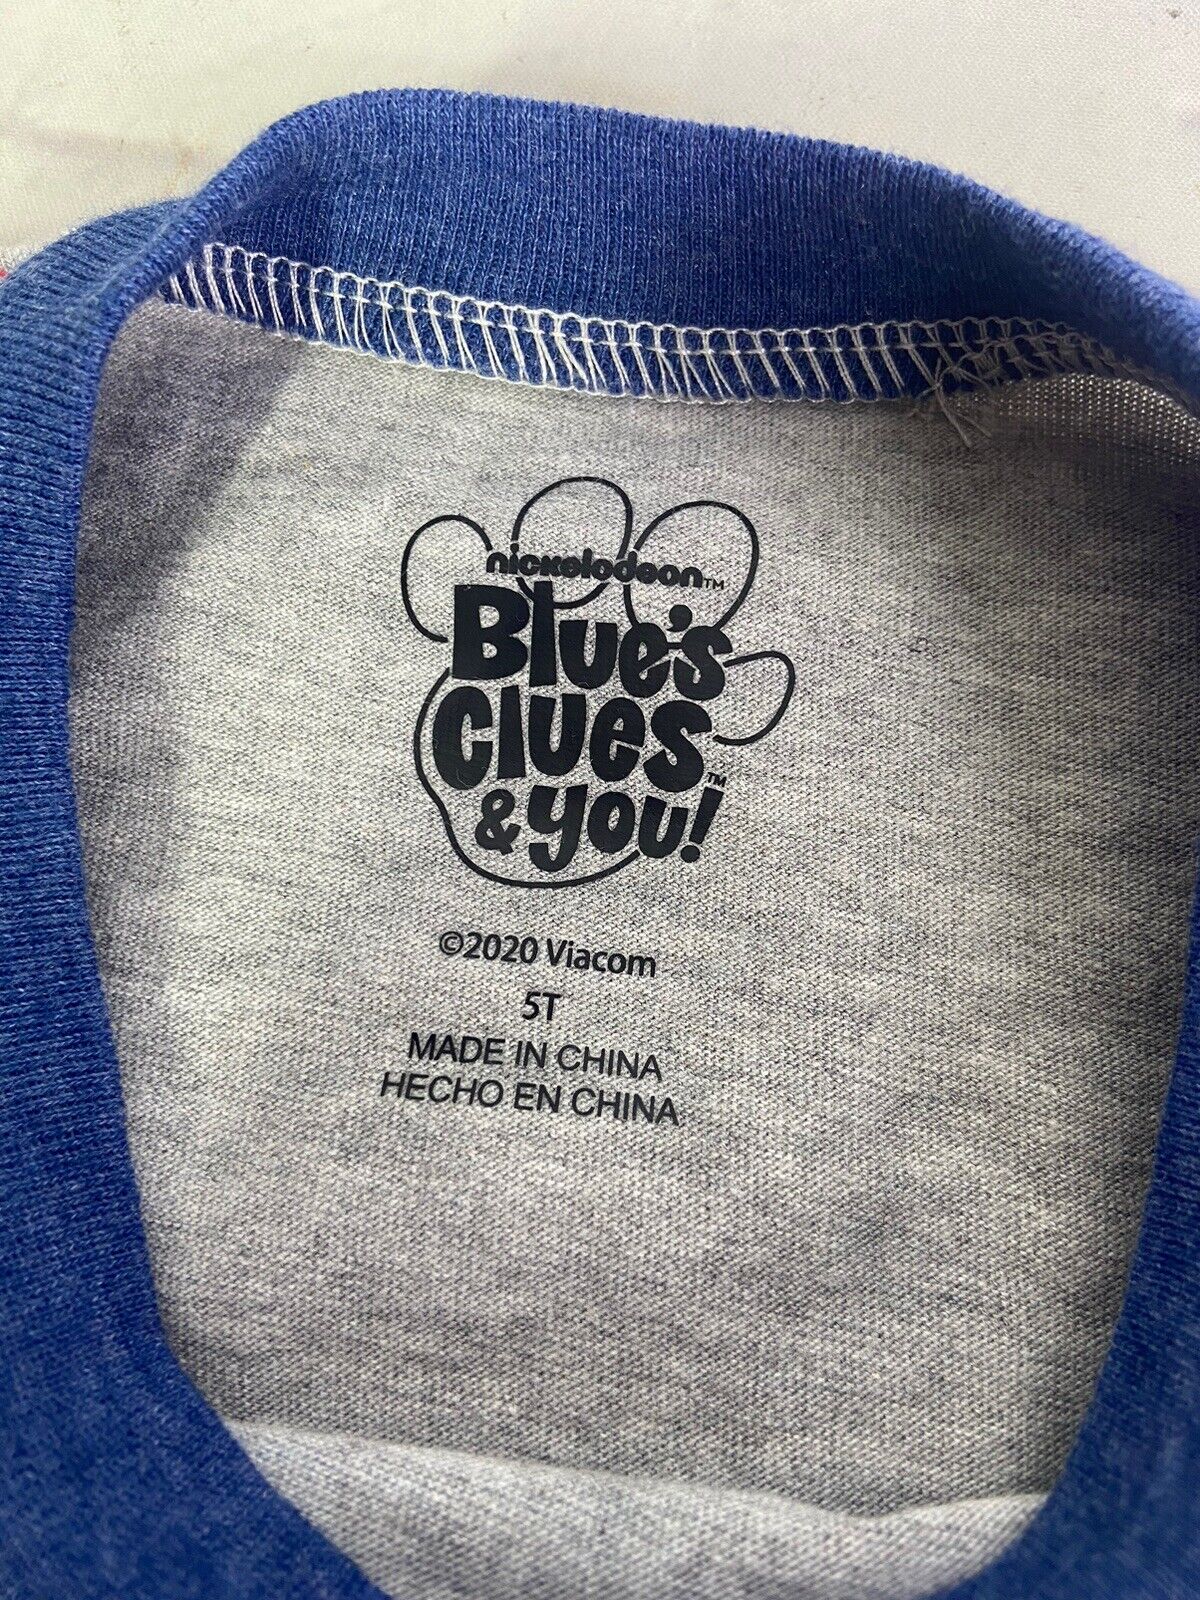 nickelodeon™
Blue's
Clues™
& you!
©2020 Viacom
5T
MADE IN CHINA
HECHO EN CHINA